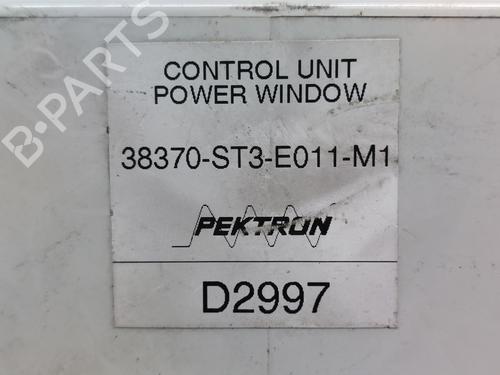 B-PARTS
CONTROL UNIT
POWER WINDOW
38370-ST3-E011-M1
PEKTRON
D2997